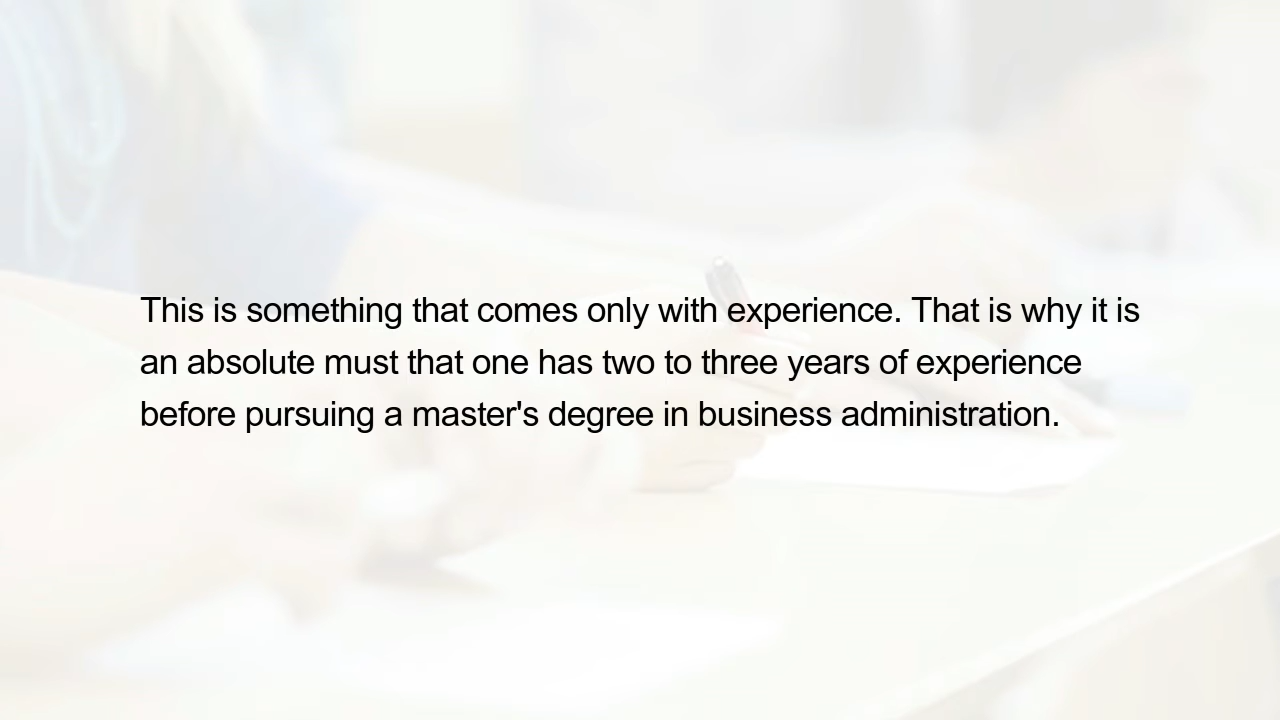 This is something that comes only with experience. That is why it is
an absolute must that one has two to three years of experience
before pursuing a master's degree in business administration.